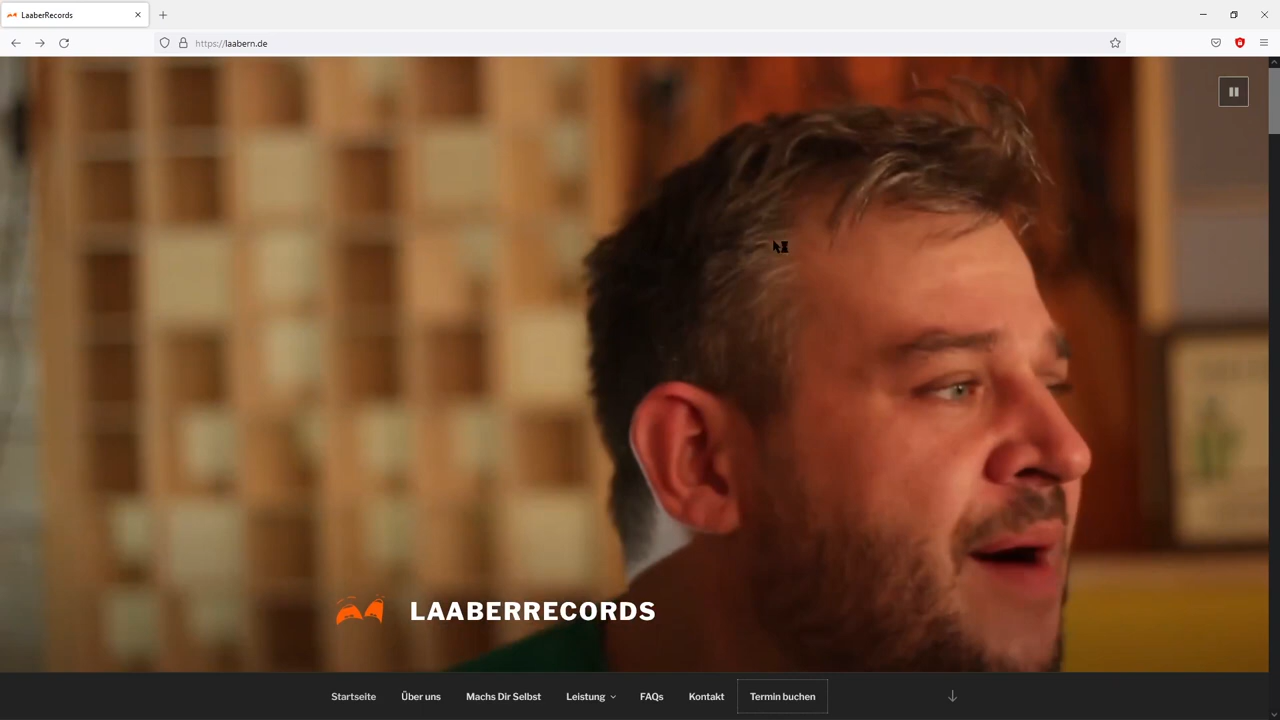 LaaberRecords
https://laabern.de
LAABERRECORDS
Startseite
Über uns
Machs Dir Selbst
Leistung
FAQs
Kontakt
Termin buchen